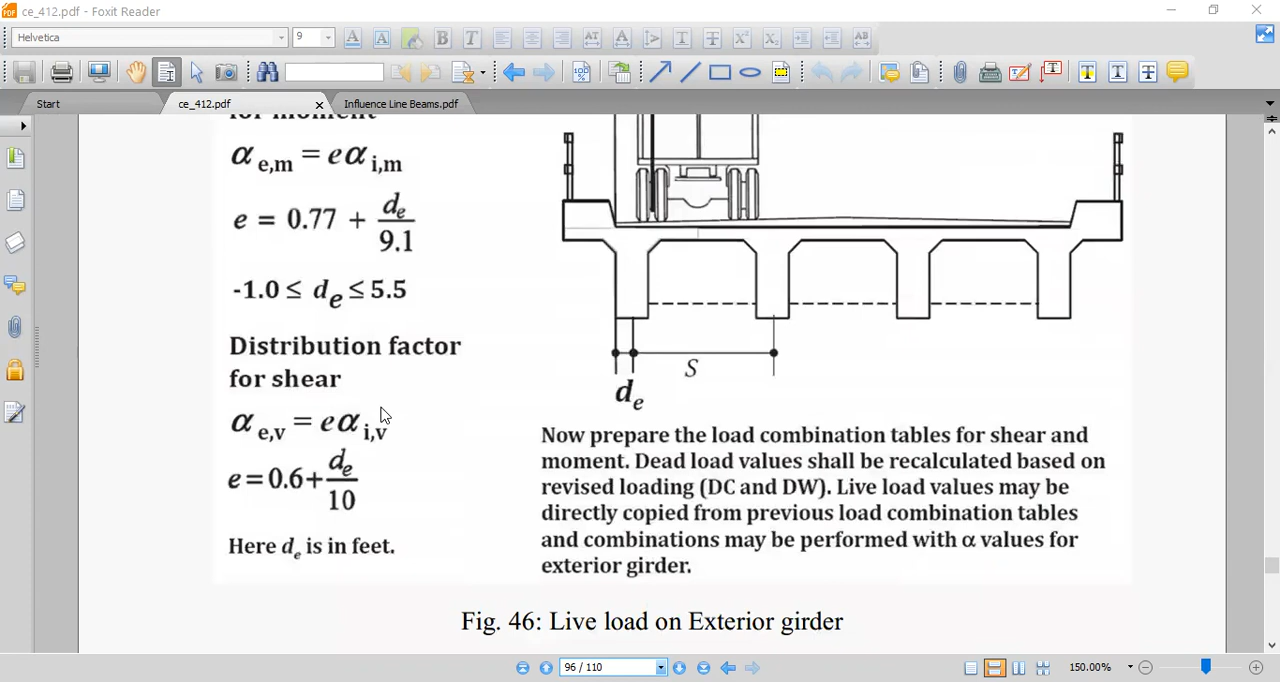 ce_412.pdf - Foxit Reader
Helvetica
9
Start
ce_412.pdf
Influence Line Beams.pdf
for moment
α e,m = eα i,m
e = 0.77 + de/9.1
-1.0 ≤ de ≤ 5.5
Distribution factor
for shear
α e,v = eα i,v
e=0.6+de/10
Here de is in feet.
S
de
Now prepare the load combination tables for shear and
moment. Dead load values shall be recalculated based on
revised loading (DC and DW). Live load values may be
directly copied from previous load combination tables
and combinations may be performed with α values for
exterior girder.
Fig. 46: Live load on Exterior girder
96 / 110
150.00%